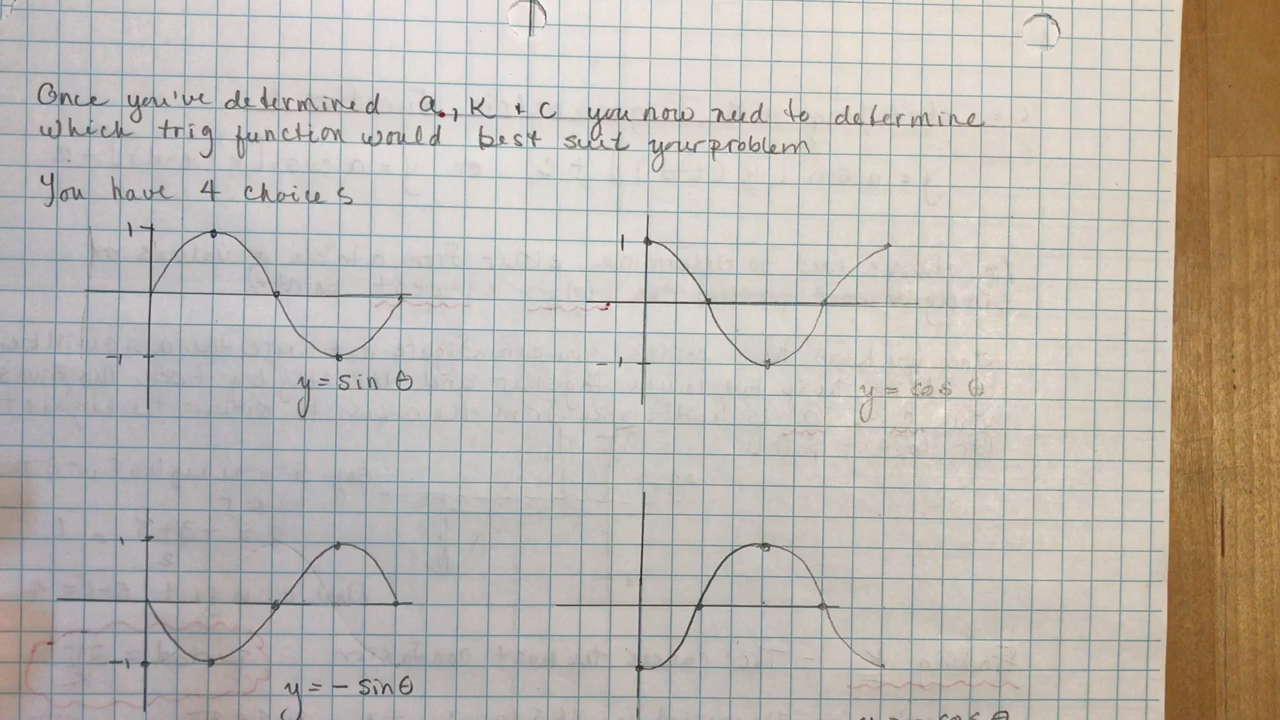 Once you've determined a, K + C you now need to determine
which trig function would best suit your problem
You have 4 choices
1
-1
y = sin θ
1
-1
y = cos θ
1
-1
y = - sin θ
cos θ